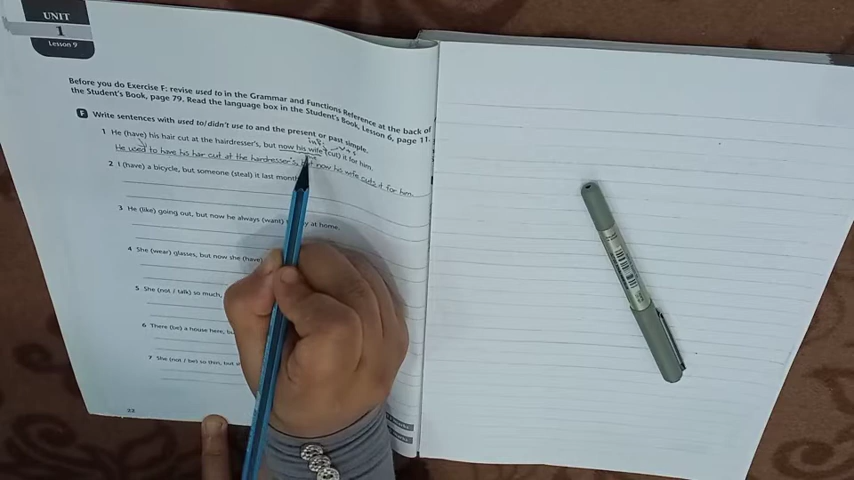 UNIT
1
Lesson 9
Before you do Exercise F: revise used to in the Grammar and Functions Reference at the back of
the Student's Book, page 79. Read the language box in the Student's Book, Lesson 6, page 11.
F Write sentences with used to/didn't use to and the present or past simple.
1 He (have) his hair cut at the hairdresser's, but now his wife (cut) it for him.
He used to have his hair cut at the hairdresser's, but now his wife cuts it for him.
2 I (have) a bicycle, but someone (steal) it last mont
3 He (like) going out, but now he always (want) at home.
4 She (wear) glasses, but now she (have)
5 She (not / talk) so much,
6 There (be) a house here,
7 She (not / be) so thin, but
22